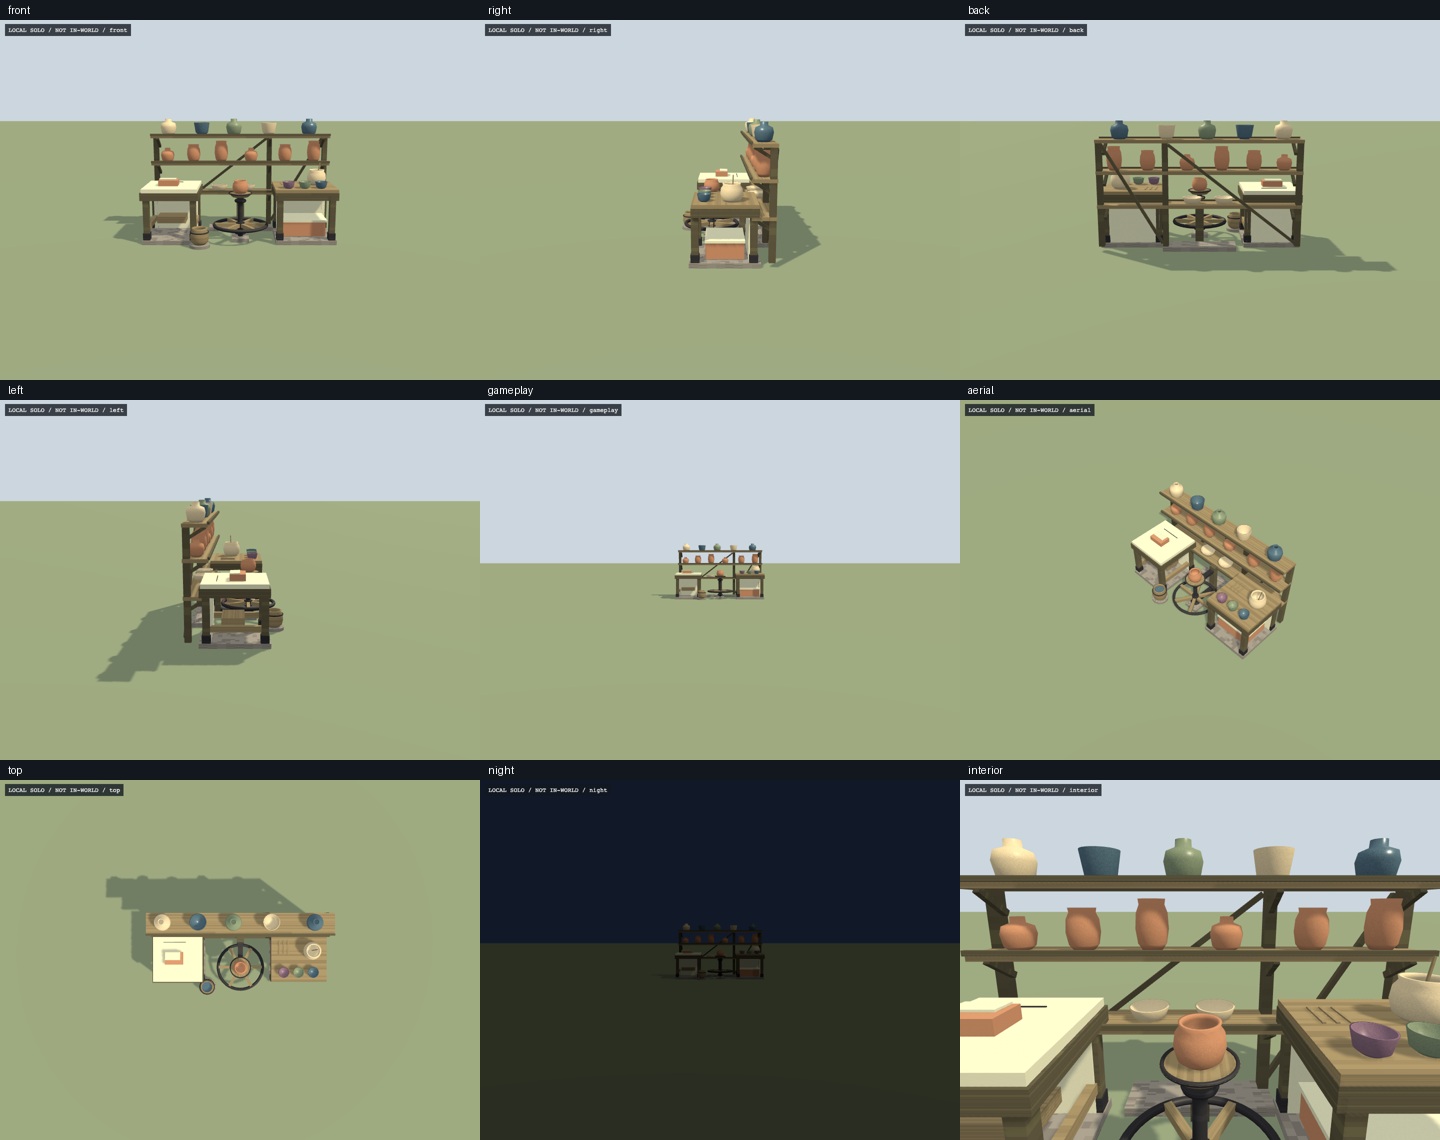 front
LOCAL SOLO / NOT IN-WORLD / front
right
LOCAL SOLO / NOT IN-WORLD / right
back
LOCAL SOLO / NOT IN-WORLD / back
left
LOCAL SOLO / NOT IN-WORLD / left
gameplay
LOCAL SOLO / NOT IN-WORLD / gameplay
aerial
LOCAL SOLO / NOT IN-WORLD / aerial
top
LOCAL SOLO / NOT IN-WORLD / top
night
LOCAL SOLO / NOT IN-WORLD / night
interior
LOCAL SOLO / NOT IN-WORLD / interior